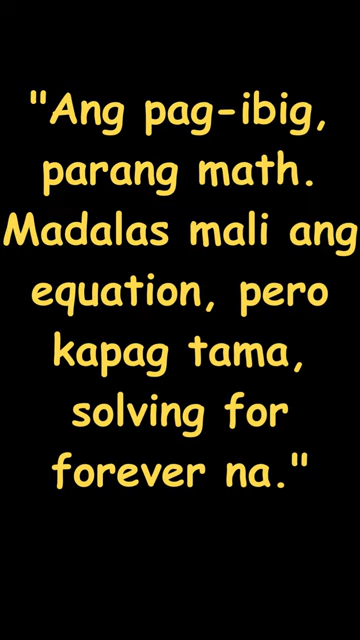 "Ang pag-ibig,
parang math.
Madalas mali ang
equation, pero
kapag tama,
solving for
forever na."